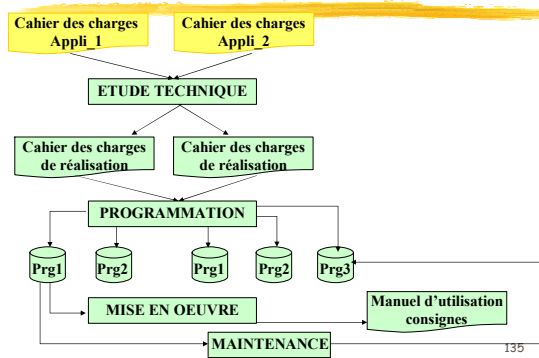 Cahier des charges
Appli_1
Cahier des charges
Appli_2
ETUDE TECHNIQUE
Cahier des charges
de réalisation
Cahier des charges
de réalisation
PROGRAMMATION
Prg1
Prg2
Prg1
Prg2
Prg3
MISE EN OEUVRE
Manuel d'utilisation
consignes
MAINTENANCE
135